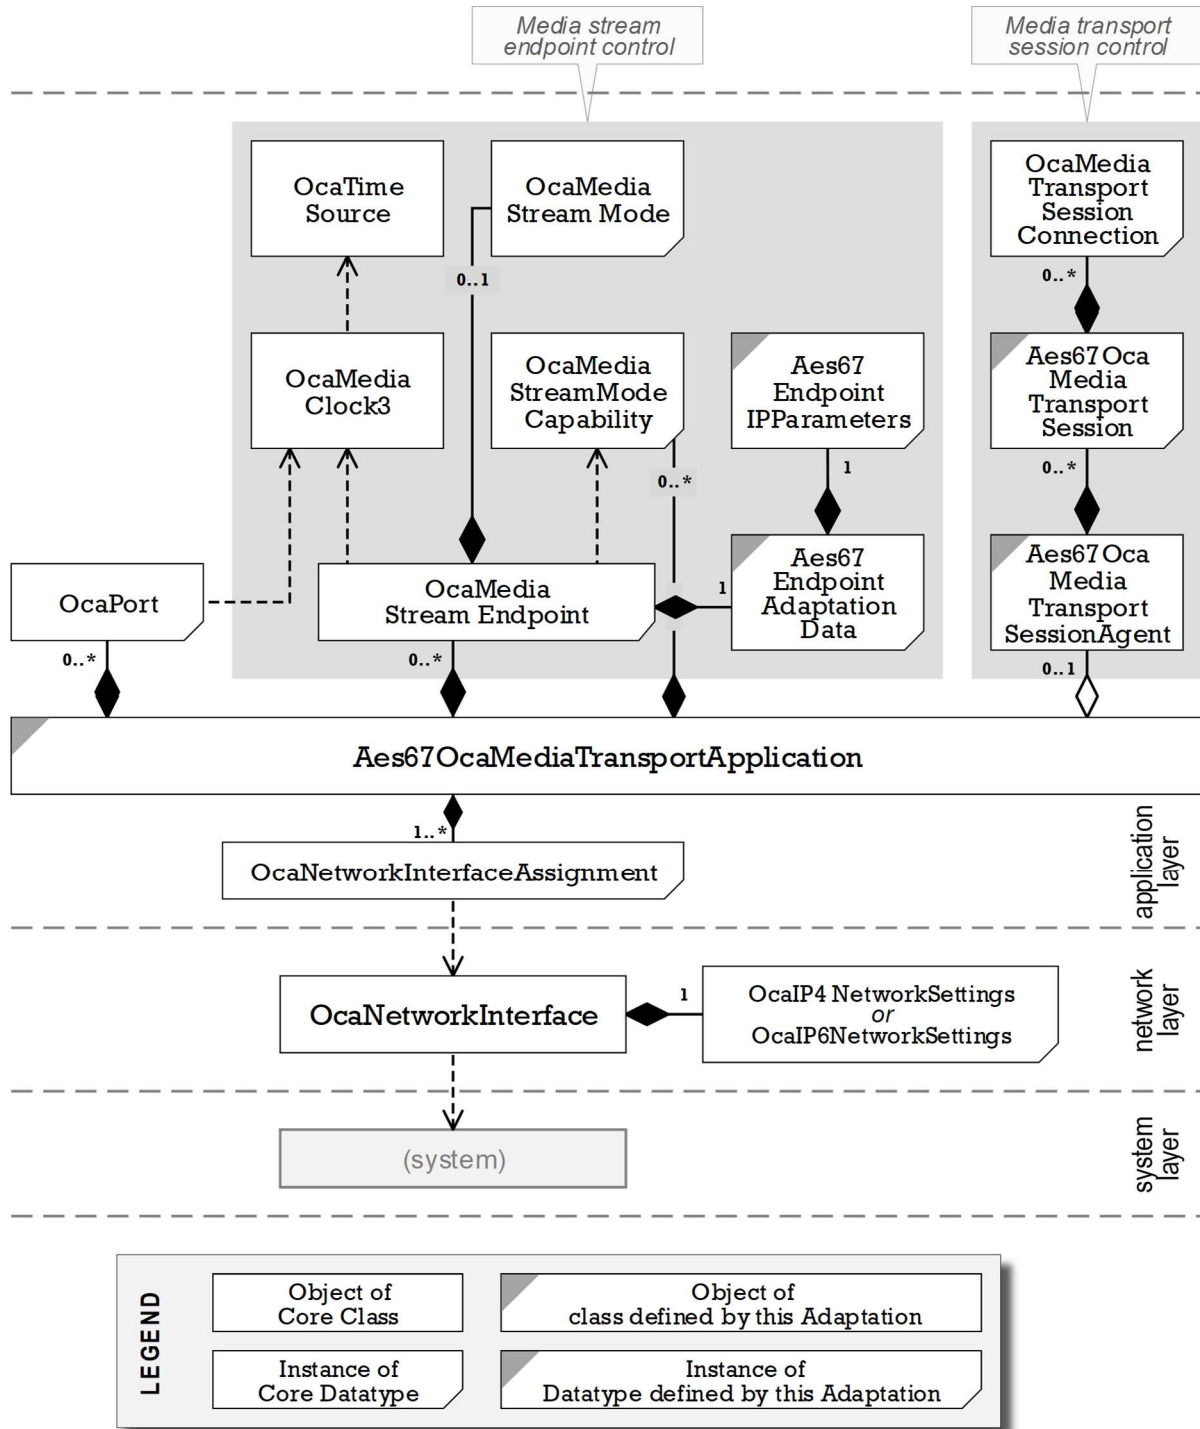 Media stream
endpoint control
Media transport
session control
OcaTime
Source
OcaMedia
Stream Mode
OcaMedia
Transport
Session
Connection
0..1
0..*
OcaMedia
Clock3
OcaMedia
StreamMode
Capability
Aes67
Endpoint
IPParameters
Aes67Oca
Media
Transport
Session
1
0..*
0..*
OcaPort
OcaMedia
Stream Endpoint
1
Aes67
Endpoint
Adaptation
Data
Aes67Oca
Media
Transport
SessionAgent
0..*
0..*
0..1
Aes67OcaMediaTransportApplication
1..*
OcaNetworkInterfaceAssignment
application
layer
OcaNetworkInterface
1
OcaIP4 NetworkSettings
or
OcaIP6NetworkSettings
network
layer
(system)
system
layer
LEGEND
Object of
Core Class
Object of
class defined by this Adaptation
Instance of
Core Datatype
Instance of
Datatype defined by this Adaptation